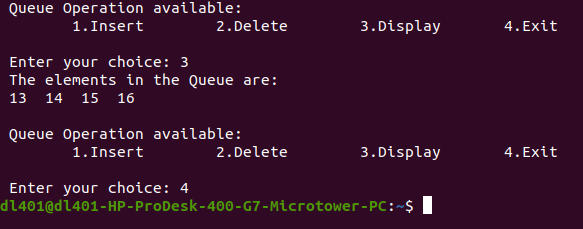 Queue Operation available:
1.Insert 2.Delete 3.Display 4.Exit
Enter your choice: 3
The elements in the Queue are:
13 14 15 16
Queue Operation available:
1.Insert 2.Delete 3.Display 4.Exit
Enter your choice: 4
dl401@dl401-HP-ProDesk-400-G7-Microtower-PC:~$